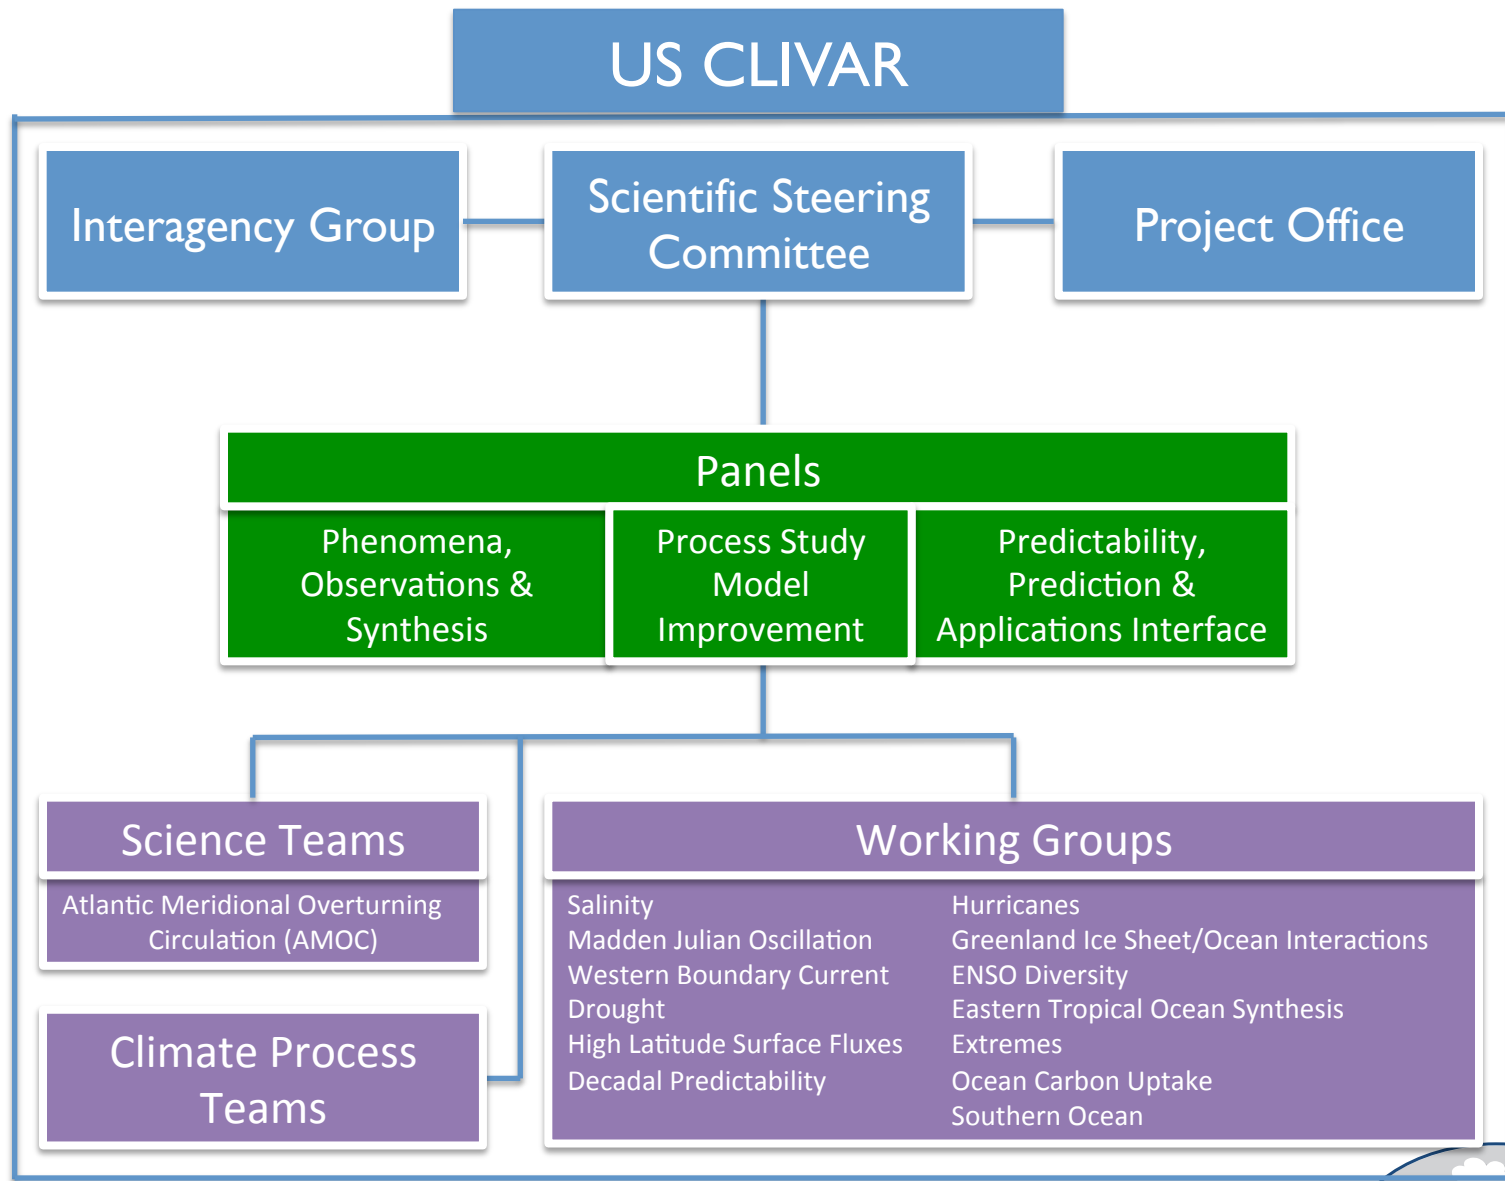 US CLIVAR
Interagency Group
Scientific Steering
Committee
Project Office
Panels
Phenomena,
Observations &
Synthesis
Process Study
Model
Improvement
Predictability,
Prediction &
Applications Interface
Science Teams
Atlantic Meridional Overturning
Circulation (AMOC)
Climate Process
Teams
Working Groups
Salinity
Madden Julian Oscillation
Western Boundary Current
Drought
High Latitude Surface Fluxes
Decadal Predictability
Hurricanes
Greenland Ice Sheet/Ocean Interactions
ENSO Diversity
Eastern Tropical Ocean Synthesis
Extremes
Ocean Carbon Uptake
Southern Ocean